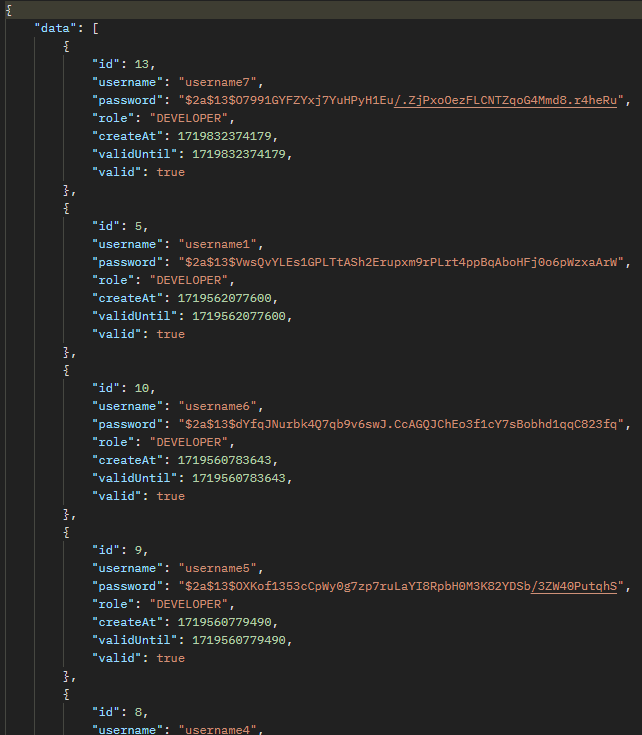 {
"data": [
{
"id": 13,
"username": "username7",
"password": "$2a$13$O7991GYFZYxj7YuHPyH1Eu/.ZjPxoOezFLCNTZqoG4Mmd8.r4heRu",
"role": "DEVELOPER",
"createAt": 1719832374179,
"validUntil": 1719832374179,
"valid": true
},
{
"id": 5,
"username": "username1",
"password": "$2a$13$VwsQvYLEs1GPLTtASh2Erupxm9rPLrt4ppBqAboHFj0o6pWzxaArW",
"role": "DEVELOPER",
"createAt": 1719562077600,
"validUntil": 1719562077600,
"valid": true
},
{
"id": 10,
"username": "username6",
"password": "$2a$13$dYfqJNurbk4Q7qb9v6swJ.CcAGQJChEo3f1cY7sBobhd1qqC823fq",
"role": "DEVELOPER",
"createAt": 1719560783643,
"validUntil": 1719560783643,
"valid": true
},
{
"id": 9,
"username": "username5",
"password": "$2a$13$OXKof1353cCpWy0g7zp7ruLaYI8RpbH0M3K82YDSb/3ZW40PutqhS",
"role": "DEVELOPER",
"createAt": 1719560779490,
"validUntil": 1719560779490,
"valid": true
},
{
"id": 8,
"username": "username4",